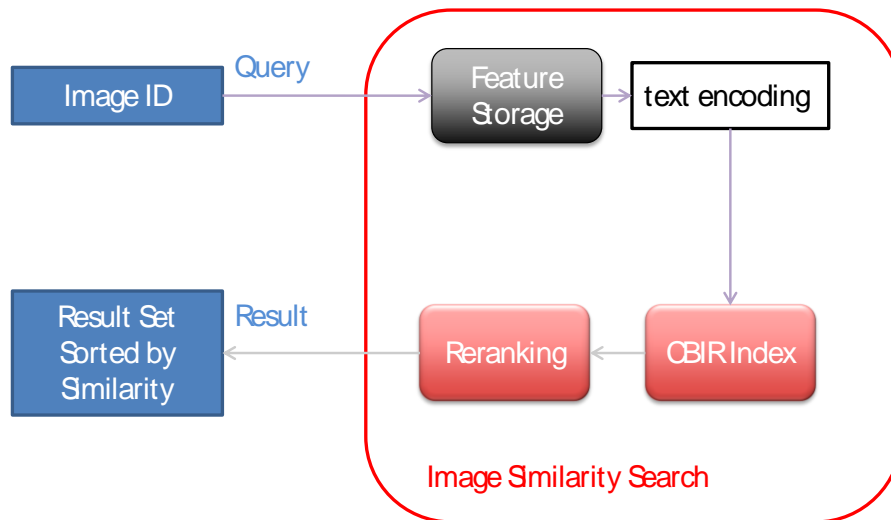 Query
Image ID
Feature
Storage
text encoding
Result Set
Sorted by
Similarity
Result
Reranking
CBIR Index
Image Similarity Search